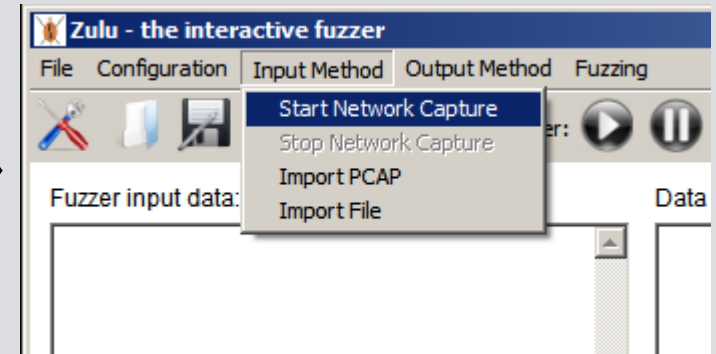 Zulu - the interactive fuzzer
File Configuration Input Method Output Method Fuzzing
Start Network Capture
er:
Stop Network Capture
Import PCAP
Import File
Fuzzer input data:
Data